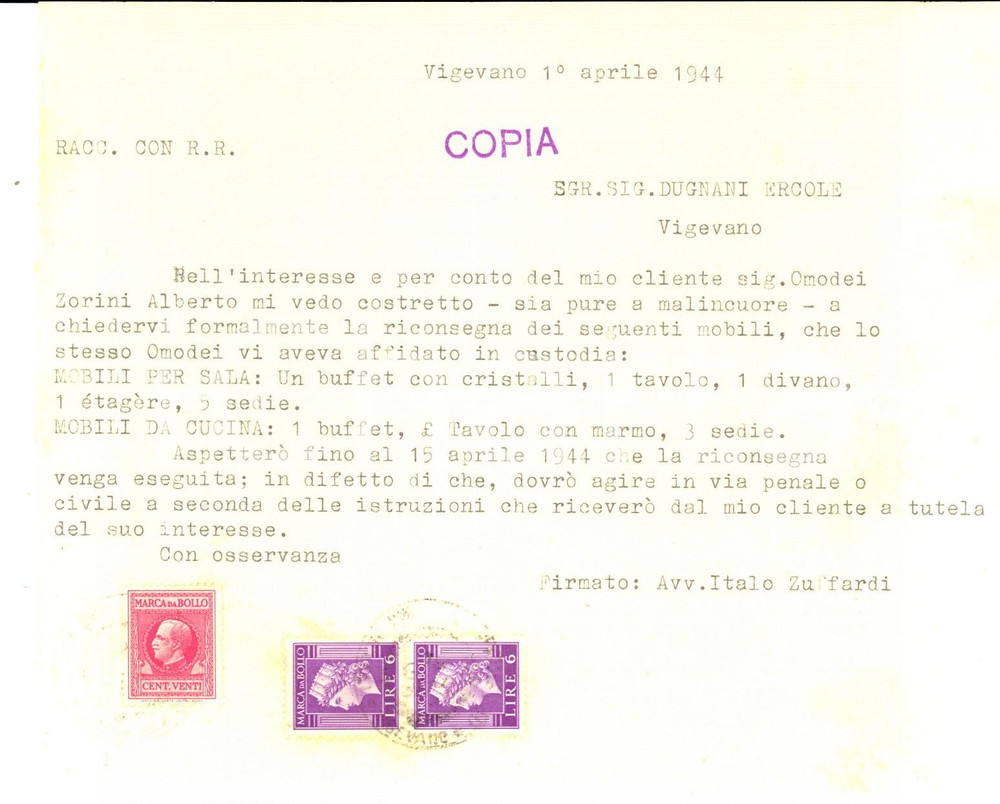 Vigevano 1° aprile 1944
RACC. CON R.R.
COPIA
EGR.SIG.DUGNANI ERCOLE
Vigevano
Nell'interesse e per conto del mio cliente sig.Omodei
Zorini Alberto mi vedo costretto - sia pure a malincuore - a
chiedervi formalmente la riconsegna dei seguenti mobili, che lo
stesso Omodei vi aveva affidato in custodia:
MOBILI PER SALA: Un buffet con cristalli, 1 tavolo, 1 divano,
1 étagère, 5 sedie.
MOBILI DA CUCINA: 1 buffet, £ Tavolo con marmo, 3 sedie.
Aspetterò fino al 15 aprile 1944 che la riconsegna
venga eseguita; in difetto di che, dovrò agire in via penale o
civile a seconda delle istruzioni che riceverò dal mio cliente a tutela
del suo interesse.
Con osservanza
Firmato: Avv.Italo Zuffardi
MARCA DA BOLLO
CENT. VENTI
MARCA DA BOLLO
LIRE 6
MARCA DA BOLLO
LIRE 6